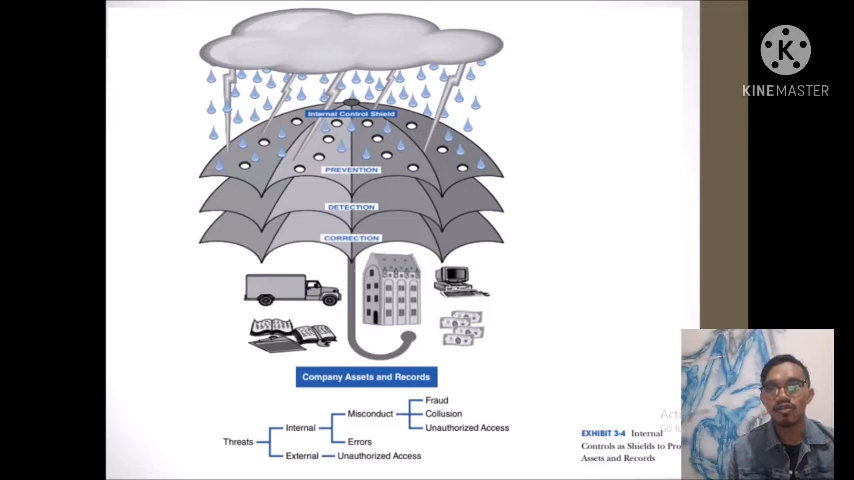 K
KINEMASTER
Internal Control Shield
PREVENTION
DETECTION
CORRECTION
Company Assets and Records
Fraud
Misconduct
Collusion
Internal
Unauthorized Access
Threats
Errors
External
Unauthorized Access
EXHIBIT 3-4 Internal
Controls as Shields to Pro
Assets and Records